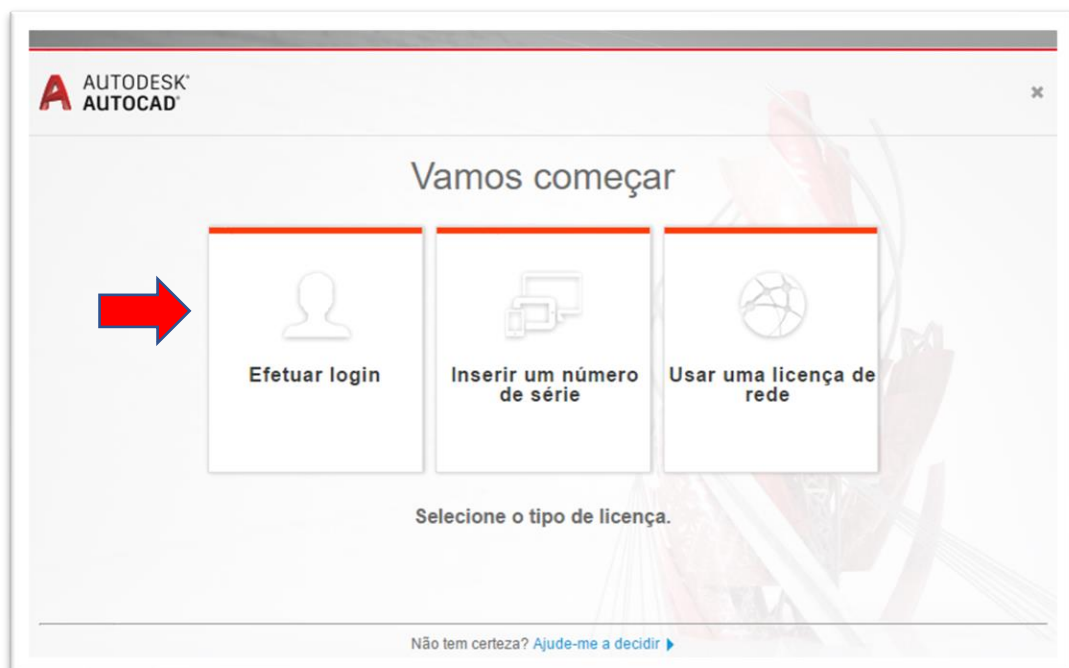 AUTODESK®
AUTOCAD®
Vamos começar
Efetuar login
Inserir um número
de série
Usar uma licença de
rede
Selecione o tipo de licença.
Não tem certeza? Ajude-me a decidir